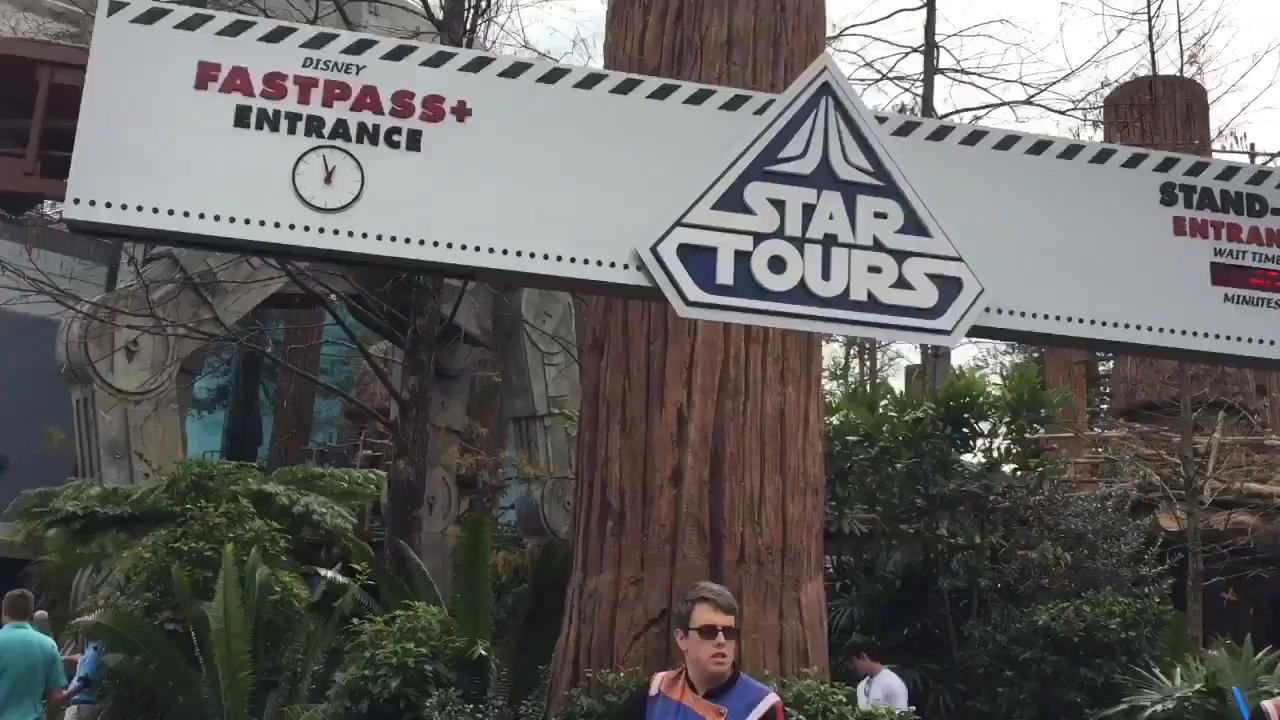 DISNEY
FASTPASS+
ENTRANCE
STAR
TOURS
STAND-
ENTRAN
WAIT TIME
MINUTES